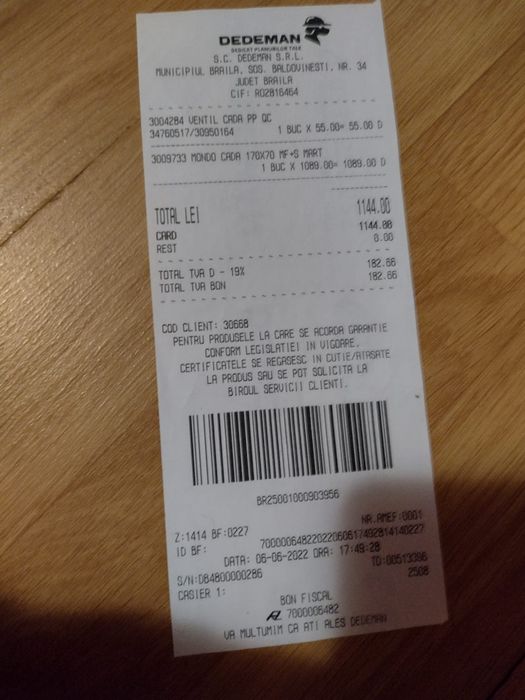 DEDEMAN
DEDICAT PLANURILOR TALE
S.C. DEDEMAN S.R.L.
MUNICIPIUL BRAILA, SOS. BALDOVINESTI, NR. 34
JUDET BRAILA
CIF: RO2816464
3004284 VENTIL CADA PP QC
34760517/30950164 1 BUC X 55.00= 55.00 D
3009733 MONDO CADA 170X70 MF+S MART
1 BUC X 1089.00= 1089.00 D
TOTAL LEI 1144.00
CARD 1144.00
REST 0.00
TOTAL TVA D - 19% 182.66
TOTAL TVA BON 182.66
COD CLIENT: 30668
PENTRU PRODUSELE LA CARE SE ACORDA GARANTIE
CONFORM LEGISLATIEI IN VIGOARE,
CERTIFICATELE SE REGASESC IN CUTIE/ATASATE
LA PRODUS SAU SE POT SOLICITA LA
BIROUL SERVICII CLIENTI.
BR25001000903956
Z:1414 BF:0227 NR.AMEF:0001
ID BF: 70000064822022060617492814140227
DATA: 06-06-2022 ORA: 17:49:28
S/N:DB4800000286 TD:00513396
CASIER 1: 2508
BON FISCAL
7000006482
VA MULTUMIM CA ATI ALES DEDEMAN